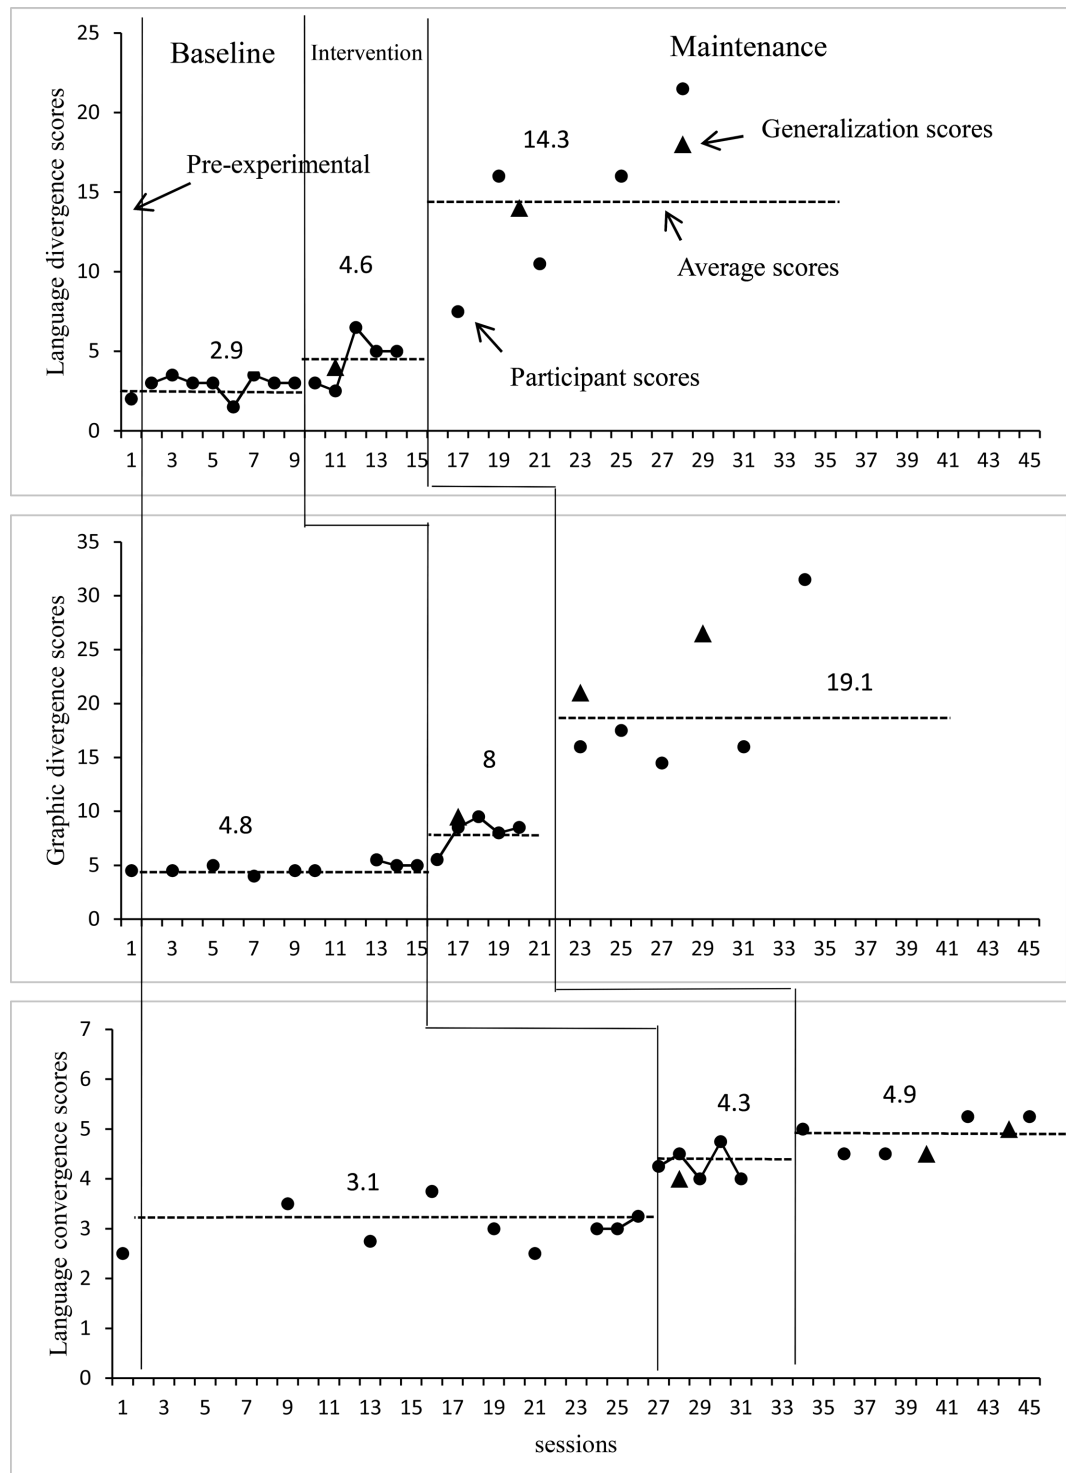 Baseline
Intervention
Maintenance
Language divergence scores
25
20
15
10
5
0
Pre-experimental
14.3
Generalization scores
4.6
Average scores
2.9
Participant scores
1 3 5 7 9 11 13 15 17 19 21 23 25 27 29 31 33 35 37 39 41 43 45
Graphic divergence scores
35
30
25
20
15
10
5
0
19.1
8
4.8
1 3 5 7 9 11 13 15 17 19 21 23 25 27 29 31 33 35 37 39 41 43 45
Language convergence scores
7
6
5
4
3
2
1
0
4.3
4.9
3.1
1 3 5 7 9 11 13 15 17 19 21 23 25 27 29 31 33 35 37 39 41 43 45
sessions